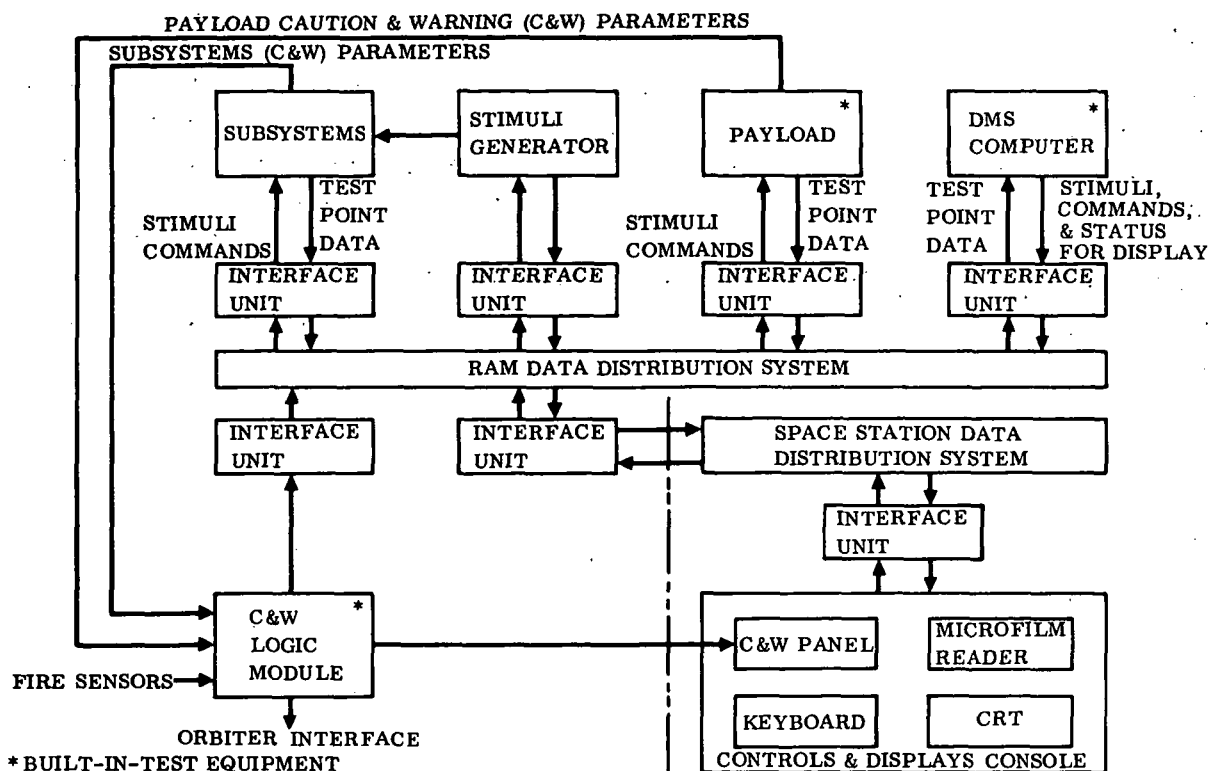 PAYLOAD CAUTION & WARNING (C&W) PARAMETERS
SUBSYSTEMS (C&W) PARAMETERS
SUBSYSTEMS
STIMULI
GENERATOR
*
PAYLOAD
*
DMS
COMPUTER
STIMULI
COMMANDS
TEST
POINT
DATA
STIMULI
COMMANDS
TEST
POINT
DATA
TEST
POINT
DATA
STIMULI,
COMMANDS,
& STATUS
FOR DISPLAY
INTERFACE
UNIT
INTERFACE
UNIT
INTERFACE
UNIT
INTERFACE
UNIT
RAM DATA DISTRIBUTION SYSTEM
INTERFACE
UNIT
INTERFACE
UNIT
SPACE STATION DATA
DISTRIBUTION SYSTEM
INTERFACE
UNIT
*
C&W
LOGIC
MODULE
FIRE SENSORS
ORBITER INTERFACE
C&W PANEL
MICROFILM
READER
KEYBOARD
CRT
CONTROLS & DISPLAYS CONSOLE
* BUILT-IN-TEST EQUIPMENT